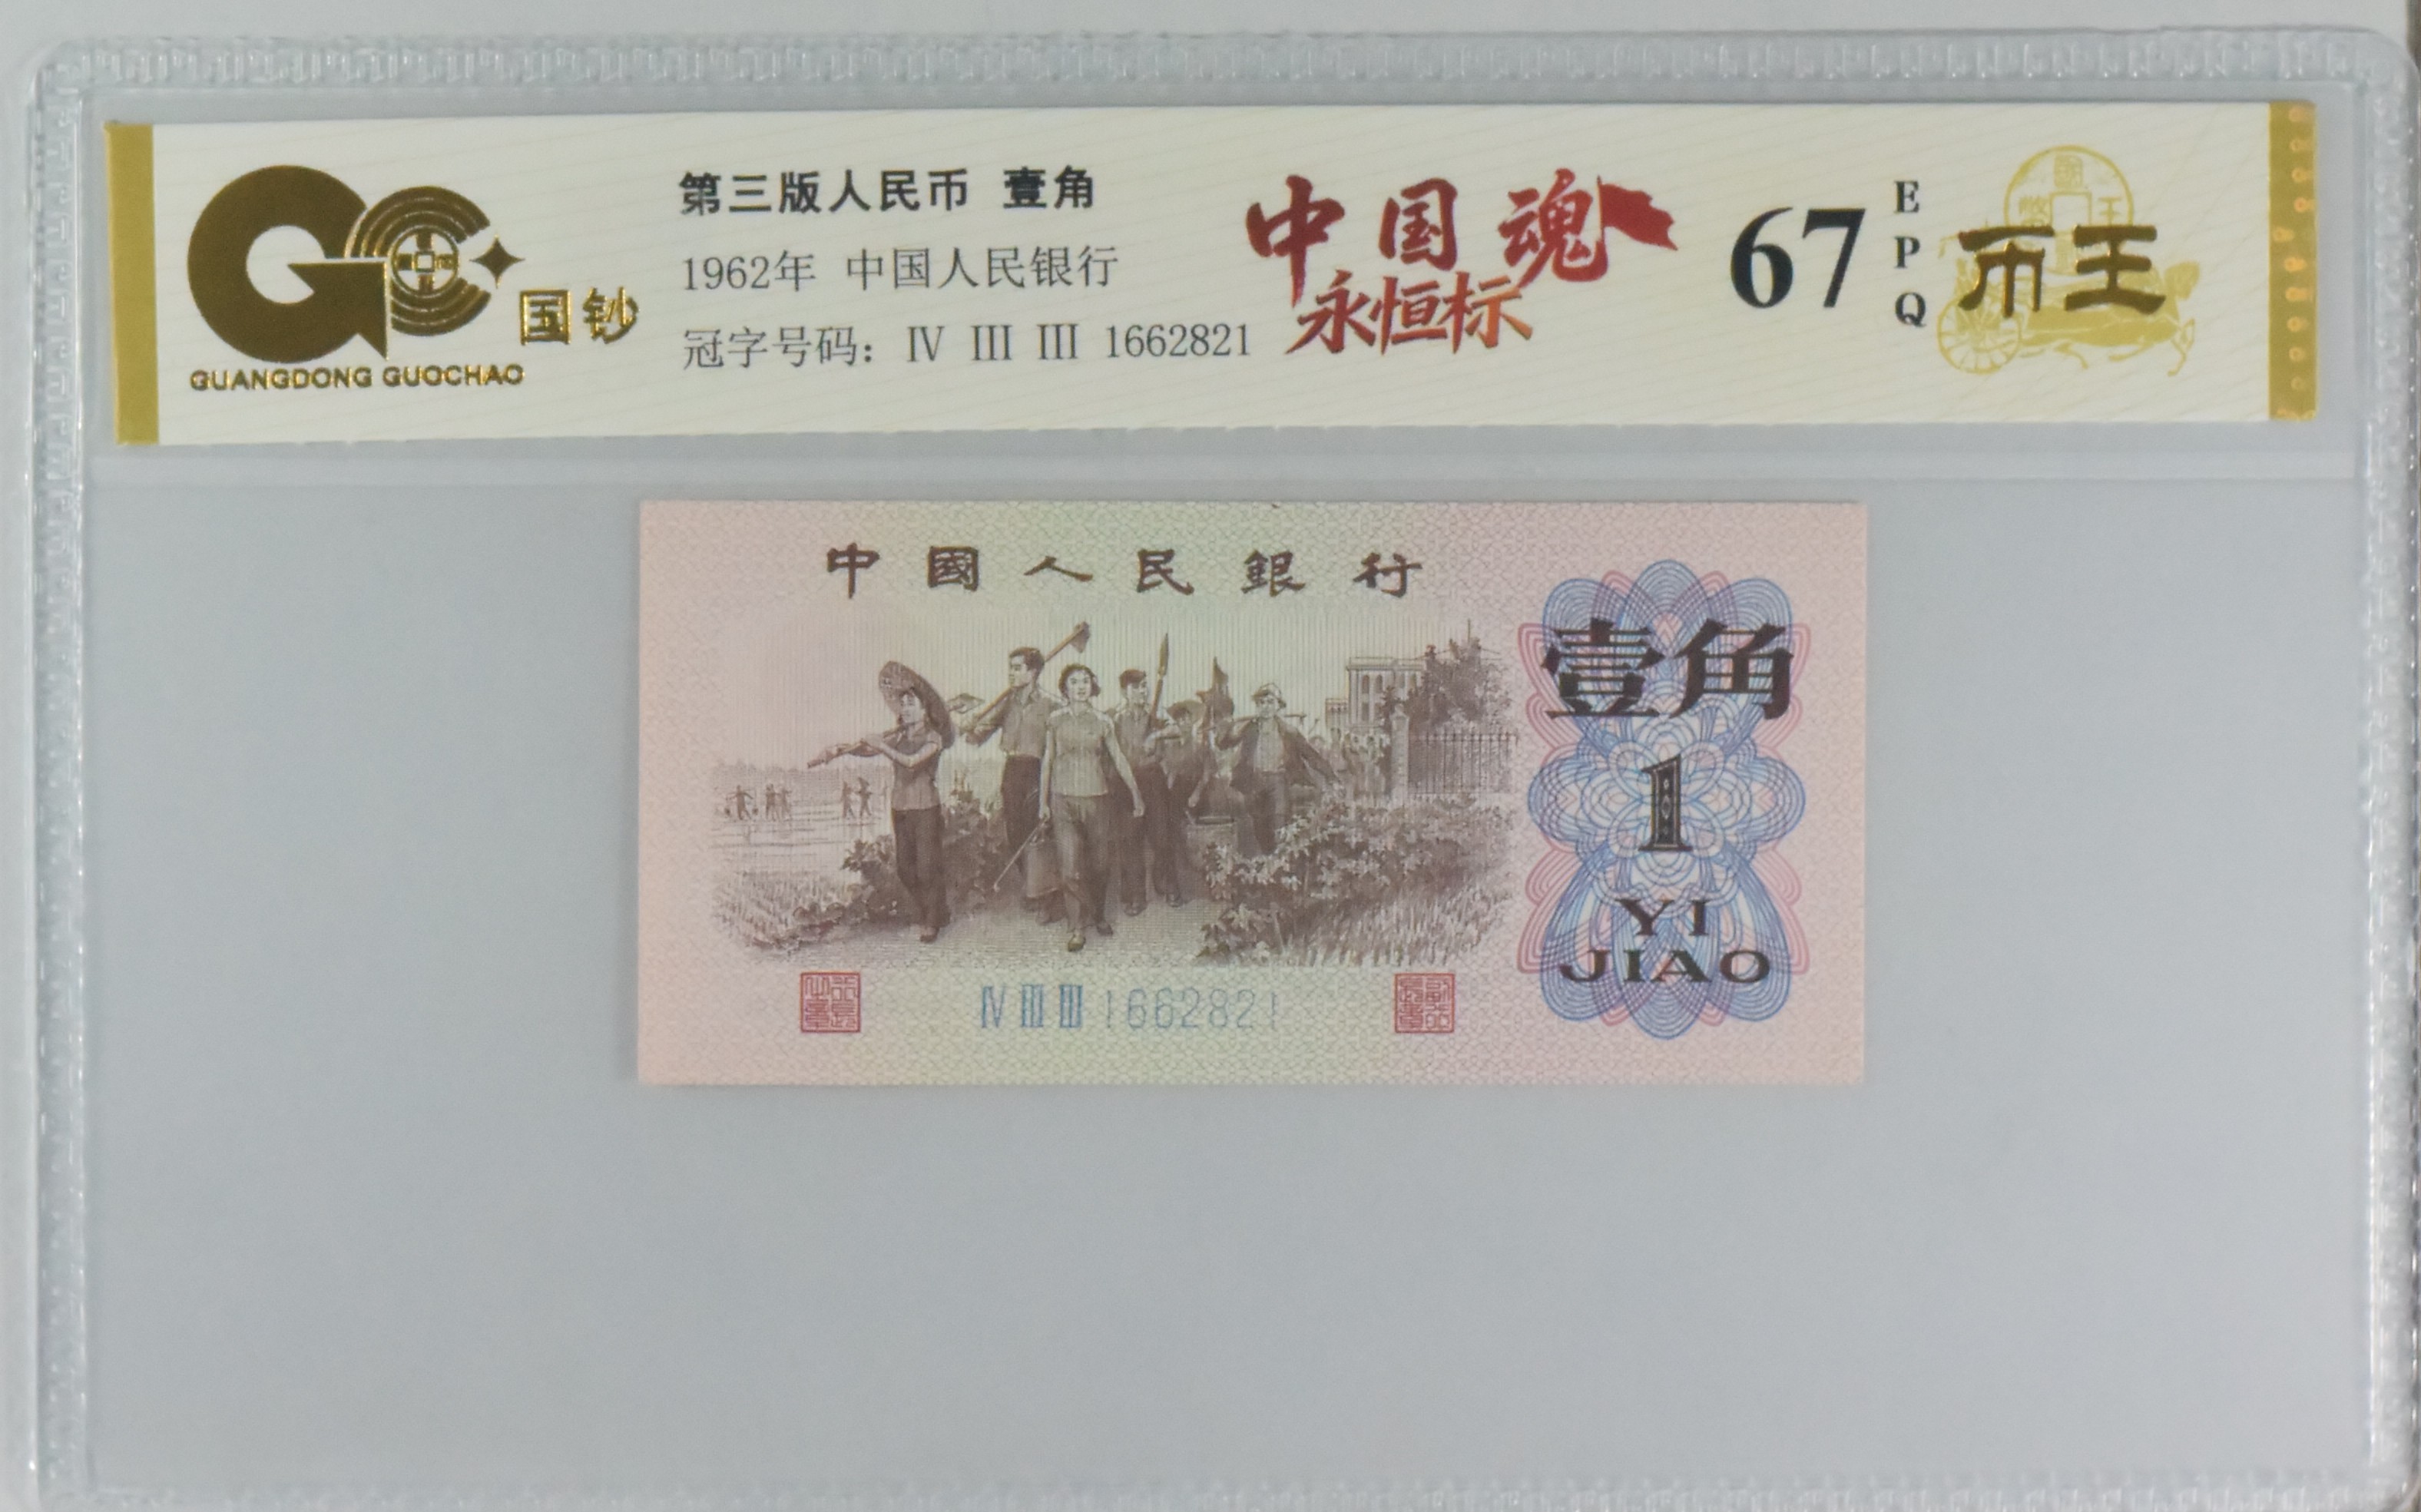 国钞
GUANGDONG GUOCHAO
第三版人民币 壹角
1962年 中国人民银行
冠字号码：Ⅳ Ⅲ Ⅲ 1662821
中国魂
永恒标
67
EPQ
币王
中國人民銀行
壹角
1
YI
JIAO
Ⅳ Ⅲ Ⅲ 1662821